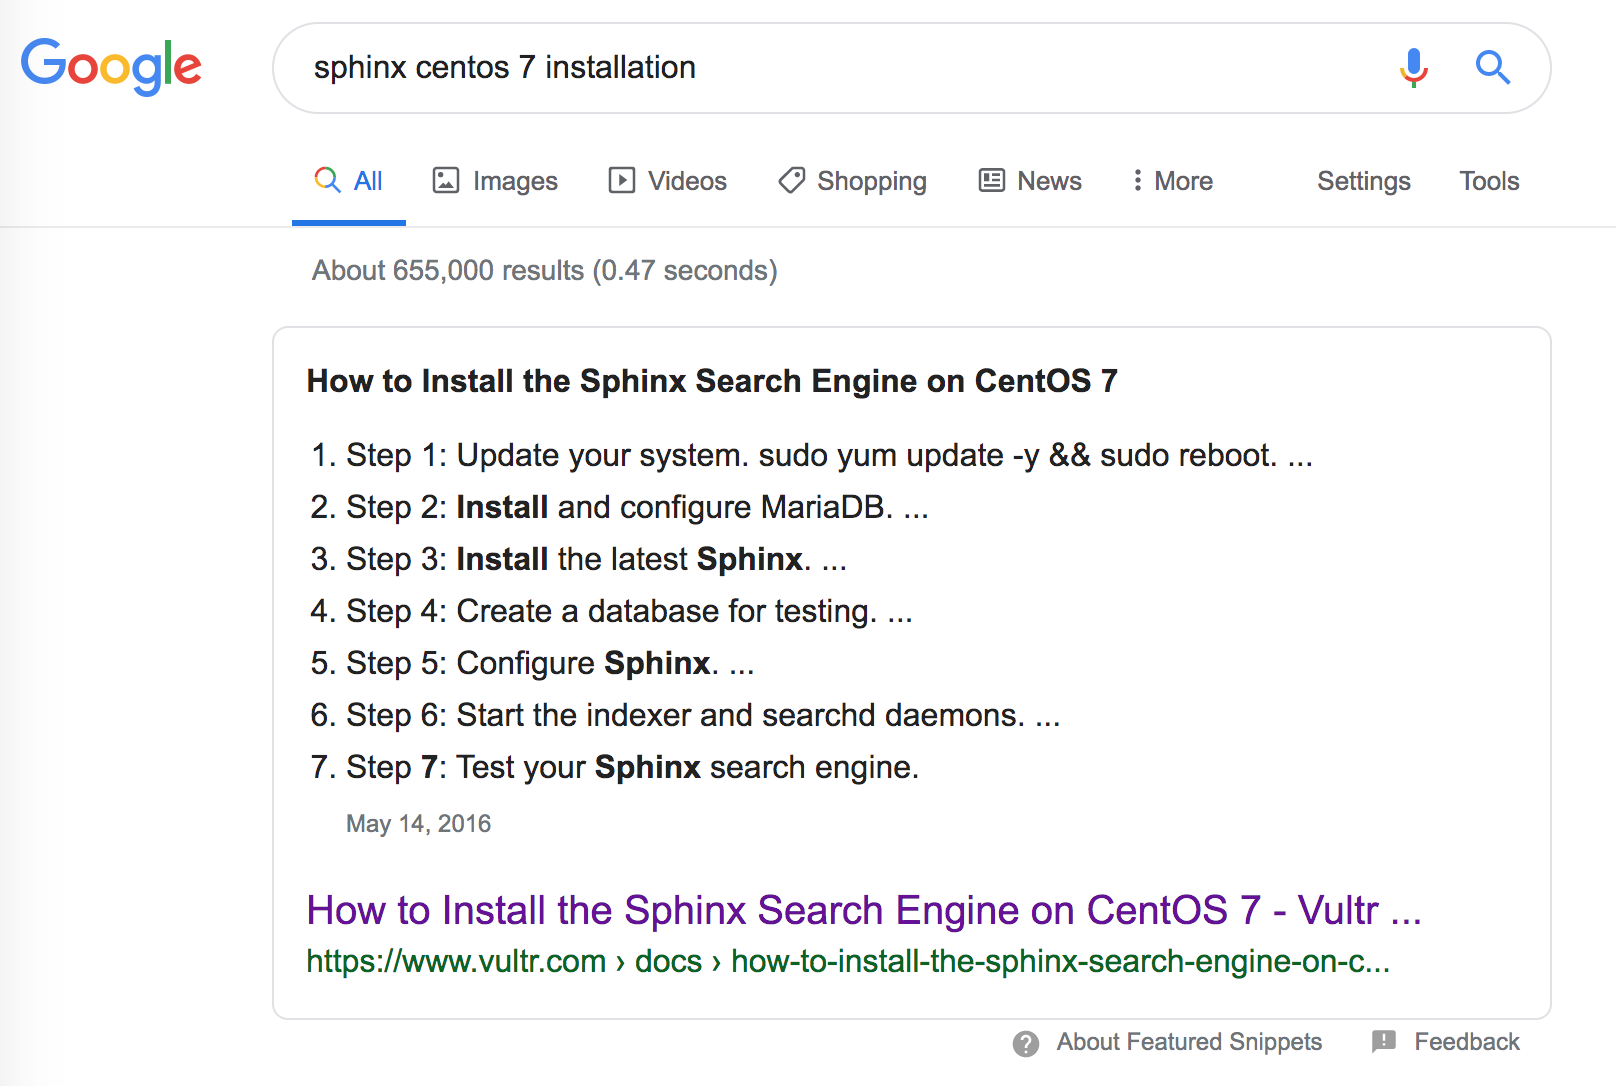 Google
sphinx centos 7 installation
All Images Videos Shopping News More Settings Tools
About 655,000 results (0.47 seconds)
How to Install the Sphinx Search Engine on CentOS 7
1. Step 1: Update your system. sudo yum update -y && sudo reboot. ...
2. Step 2: Install and configure MariaDB. ...
3. Step 3: Install the latest Sphinx. ...
4. Step 4: Create a database for testing. ...
5. Step 5: Configure Sphinx. ...
6. Step 6: Start the indexer and searchd daemons. ...
7. Step 7: Test your Sphinx search engine.
May 14, 2016
How to Install the Sphinx Search Engine on CentOS 7 - Vultr ...
https://www.vultr.com › docs › how-to-install-the-sphinx-search-engine-on-c...
About Featured Snippets Feedback